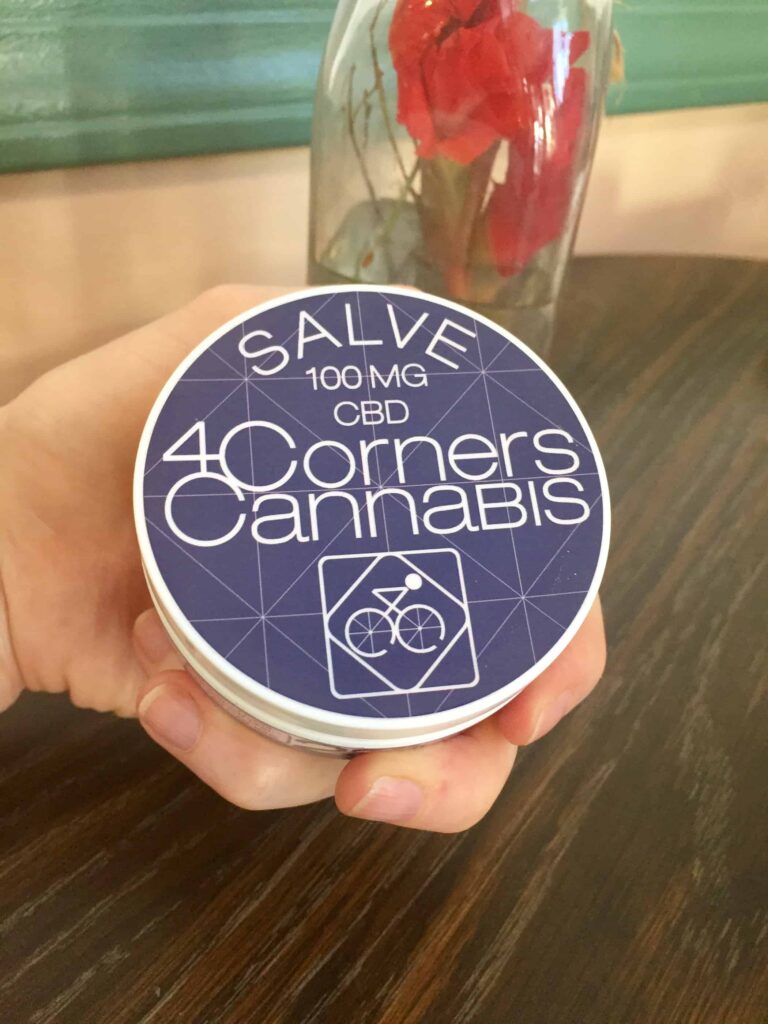 SALVE
100 MG
CBD
4Corners
CannaBIS